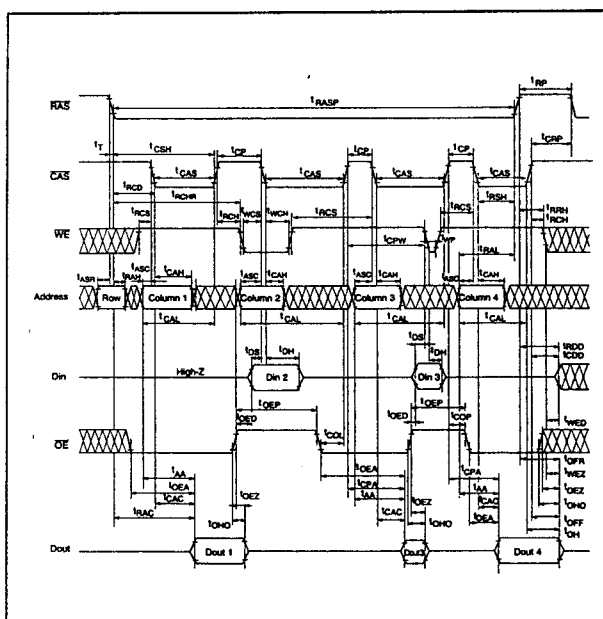 tRP
RAS
tRASP
tCRP
tT
tCSH
tCP
tCP
tCP
CAS
tCAS
tCAS
tCAS
tCAS
tRCD
tRCHR
tRCS
tRSH
tRCS
tRCH
tWCS
tWCH
tRCS
tRRH
tRCH
WE
tCPW
tWP
tRAL
tASR
tRAH
tASC
tCAH
tASC
tCAH
tASC
tCAH
tASC
tCAH
Address
Row
Column 1
Column 2
Column 3
Column 4
tCAL
tCAL
tCAL
tCAL
tDS
tDH
tDS
tDH
tRDD
tCDD
Din
High-Z
Din 2
Din 3
tOEP
tOEP
tOED
tOED
tCOP
tWED
OE
tCOL
tOFR
tAA
tOEA
tCPA
tWEZ
tOEA
tCPA
tAA
tOEZ
tCAC
tAA
tCAC
tOHO
tRAC
tOEZ
tCAC
tOEZ
tOEA
tOFF
tOHO
tOHO
tOH
Dout
Dout 1
Dout3
Dout 4